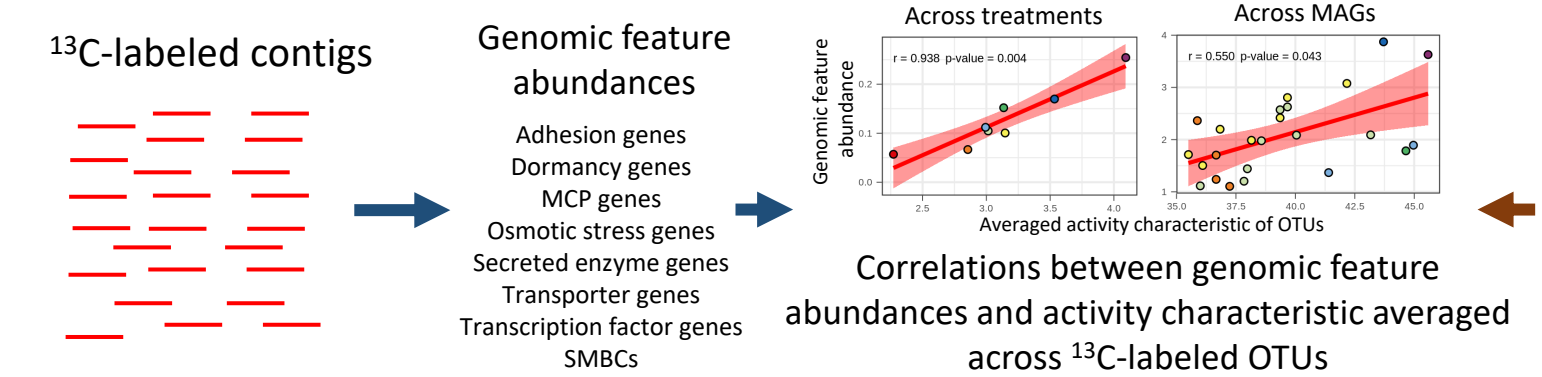 ¹³C-labeled contigs
Genomic feature
abundances
Adhesion genes
Dormancy genes
MCP genes
Osmotic stress genes
Secreted enzyme genes
Transporter genes
Transcription factor genes
SMBCs
Across treatments
Across MAGs
Genomic feature
abundance
r = 0.938 p-value = 0.004
0.2
0.1
0.0
2.5 3.0 3.5 4.0
r = 0.550 p-value = 0.043
4
3
2
1
35.0 37.5 40.0 42.5 45.0
Averaged activity characteristic of OTUs
Correlations between genomic feature
abundances and activity characteristic averaged
across ¹³C-labeled OTUs